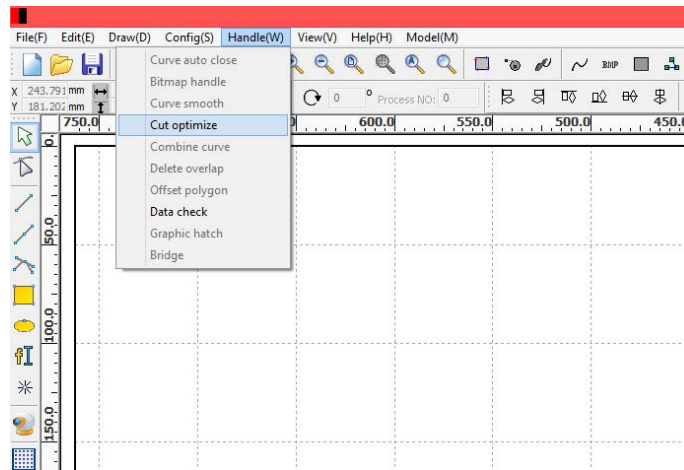 File(F) Edit(E) Draw(D) Config(S) Handle(W) View(V) Help(H) Model(M)
Curve auto close
Bitmap handle
Curve smooth
Cut optimize
Combine curve
Delete overlap
Offset polygon
Data check
Graphic hatch
Bridge
BMP
X 243.791 mm
Y 181.202 mm
0 ° Process NO: 0
750.0 600.0 550.0 500.0 450.0
0.
50.0
100.0
150.0